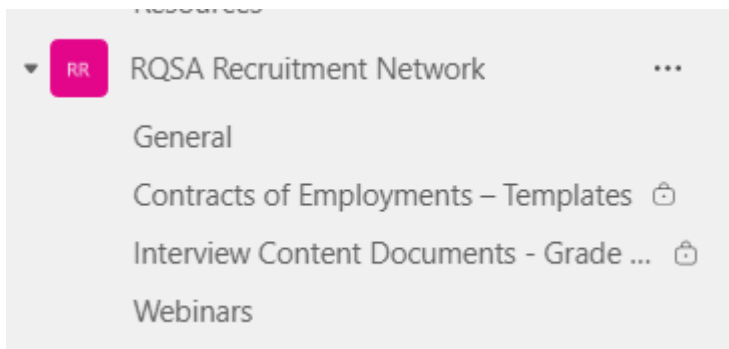 RR RQSA Recruitment Network ...
General
Contracts of Employments – Templates
Interview Content Documents - Grade ...
Webinars